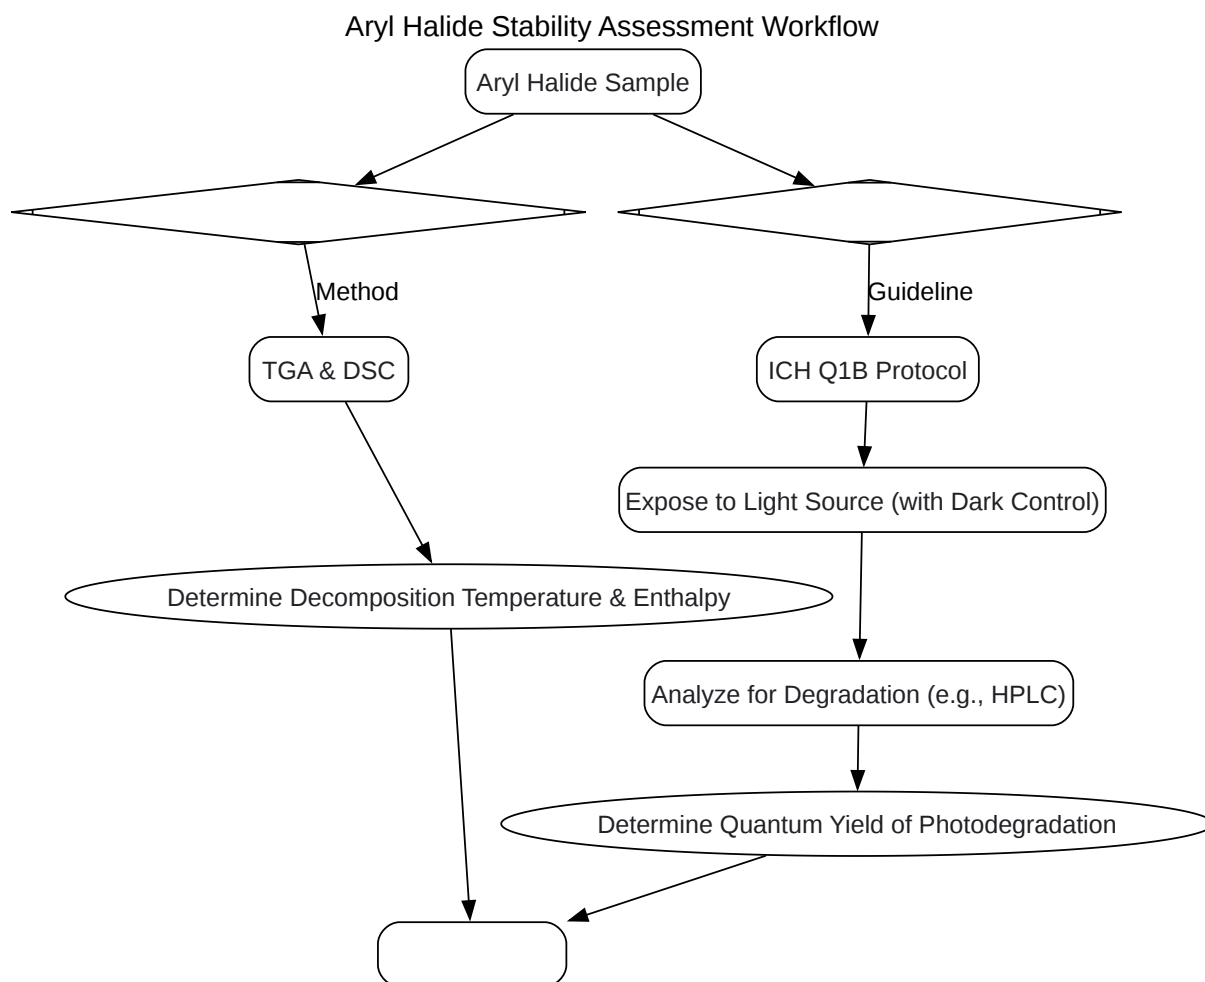 Aryl Halide Stability Assessment Workflow
Aryl Halide Sample
Method
Guideline
TGA & DSC
ICH Q1B Protocol
Expose to Light Source (with Dark Control)
Determine Decomposition Temperature & Enthalpy
Analyze for Degradation (e.g., HPLC)
Determine Quantum Yield of Photodegradation